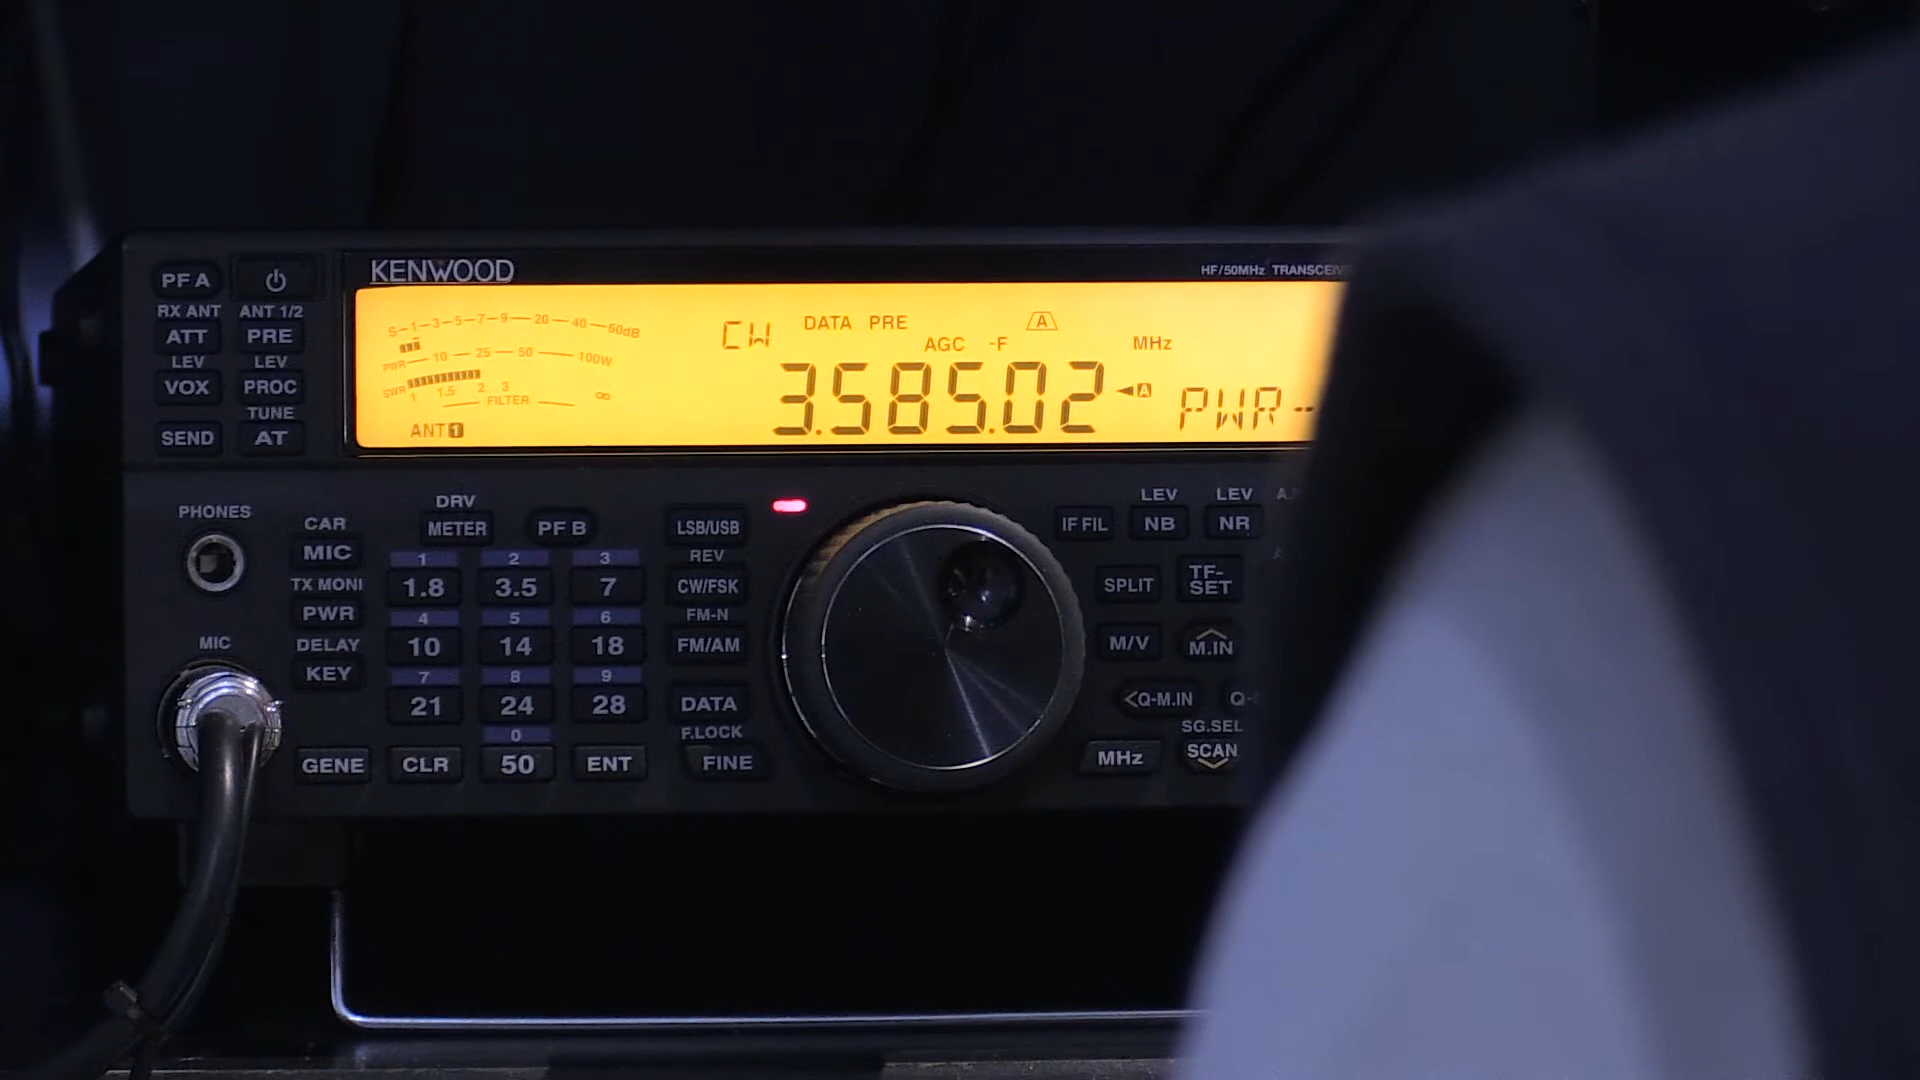 KENWOOD
HF/50MHz TRANSCEIV
PF A
RX ANT ANT 1/2
ATT PRE
LEV LEV
VOX PROC
TUNE
SEND AT
S-1-3-5-7-9-20-40-60dB
PWR 10 25 50 100W
SWR 1 1.5 2 3 ∞
FILTER
ANT 1
CW DATA PRE A
AGC -F MHz
3.585.02 ◄A PWR-
PHONES
MIC
CAR
MIC
TX MONI
PWR
DELAY
KEY
DRV
METER PF B
1 2 3
1.8 3.5 7
4 5 6
10 14 18
7 8 9
21 24 28
0
GENE CLR 50 ENT
LSB/USB
REV
CW/FSK
FM-N
FM/AM
DATA
F.LOCK
FINE
LEV LEV
IF FIL NB NR
SPLIT TF-SET
M/V M.IN
<Q-M.IN Q-
SG.SEL
MHz SCAN